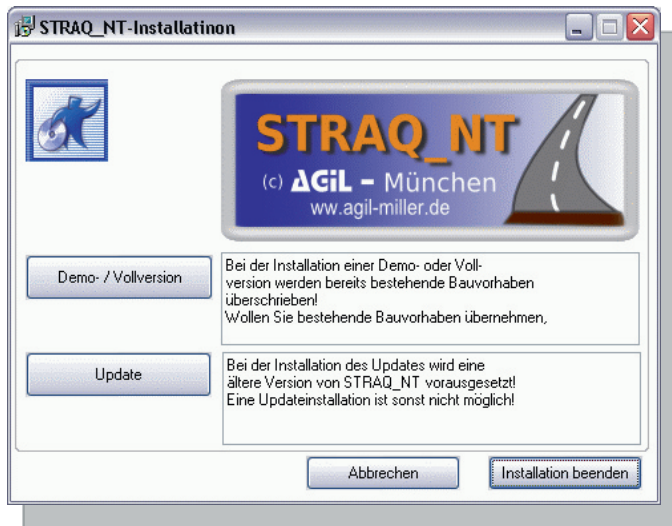 STRAQ_NT-Installatinon
STRAQ_NT
(c) AGiL - München
ww.agil-miller.de
Demo- / Vollversion
Bei der Installation einer Demo- oder Voll-
version werden bereits bestehende Bauvorhaben
überschrieben!
Wollen Sie bestehende Bauvorhaben übernehmen,
Update
Bei der Installation des Updates wird eine
ältere Version von STRAQ_NT vorausgesetzt!
Eine Updateinstallation ist sonst nicht möglich!
Abbrechen
Installation beenden